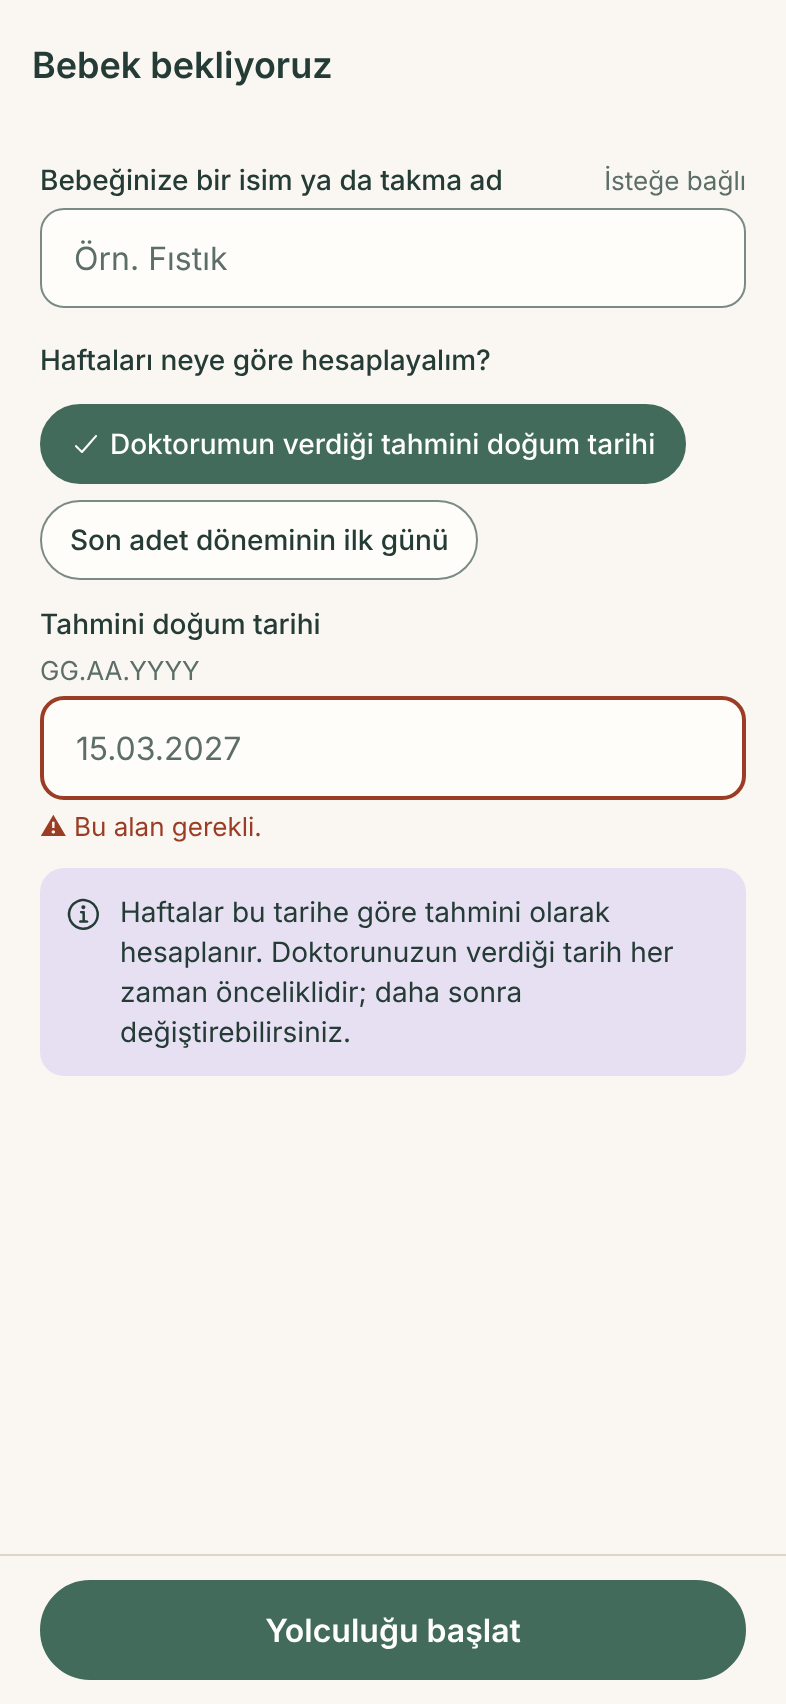 Bebek bekliyoruz
Bebeğinize bir isim ya da takma ad İsteğe bağlı
Örn. Fıstık
Haftaları neye göre hesaplayalım?
Doktorumun verdiği tahmini doğum tarihi
Son adet döneminin ilk günü
Tahmini doğum tarihi
GG.AA.YYYY
15.03.2027
Bu alan gerekli.
Haftalar bu tarihe göre tahmini olarak
hesaplanır. Doktorunuzun verdiği tarih her
zaman önceliklidir; daha sonra
değiştirebilirsiniz.
Yolculuğu başlat